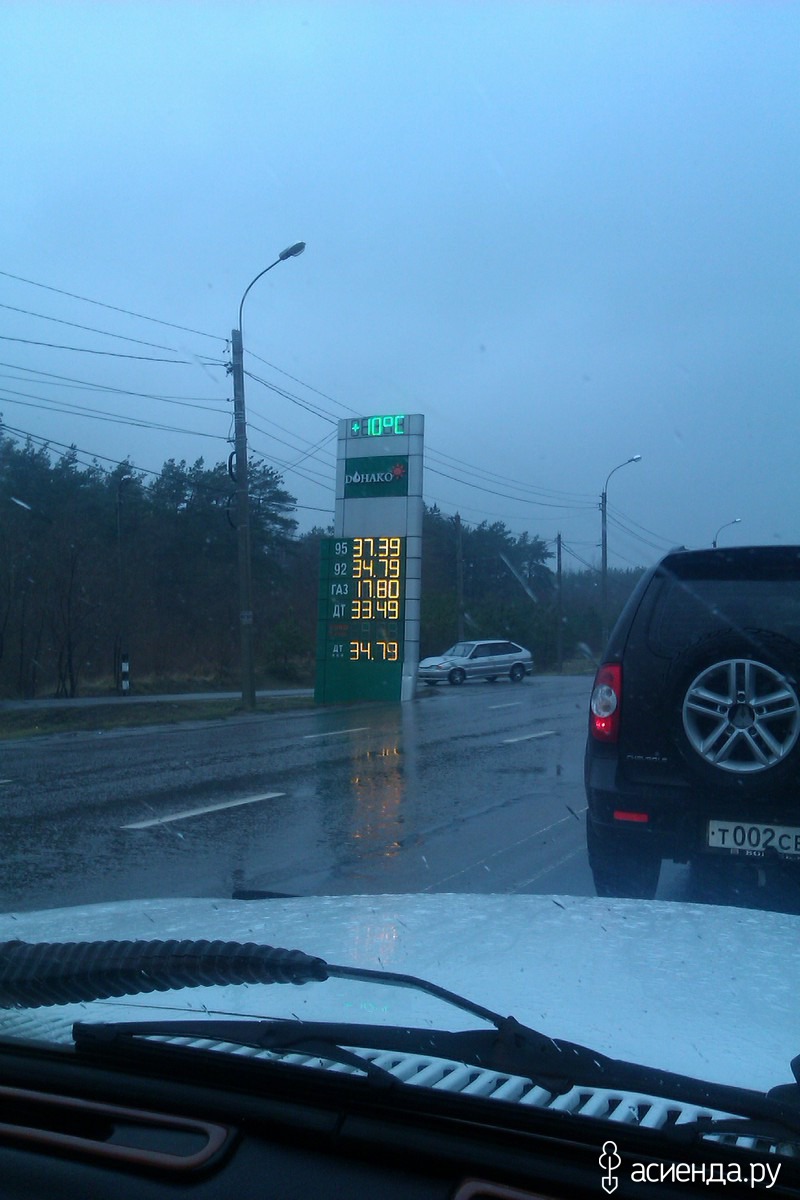 +10°C
ДОНАКО
95 37.39
92 34.79
ГАЗ 17.80
ДТ 33.49
ДТ 34.79
Т002СЕ
асиенда.ру